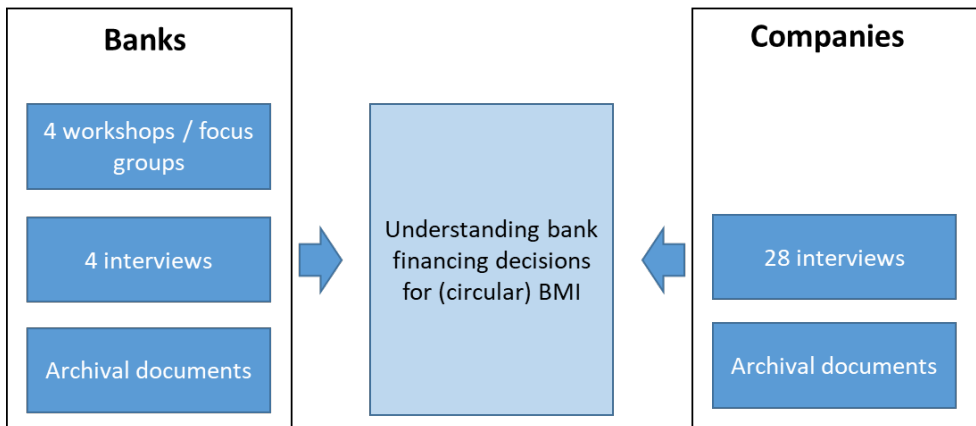 Banks
4 workshops / focus
groups
4 interviews
Archival documents
Understanding bank
financing decisions
for (circular) BMI
Companies
28 interviews
Archival documents